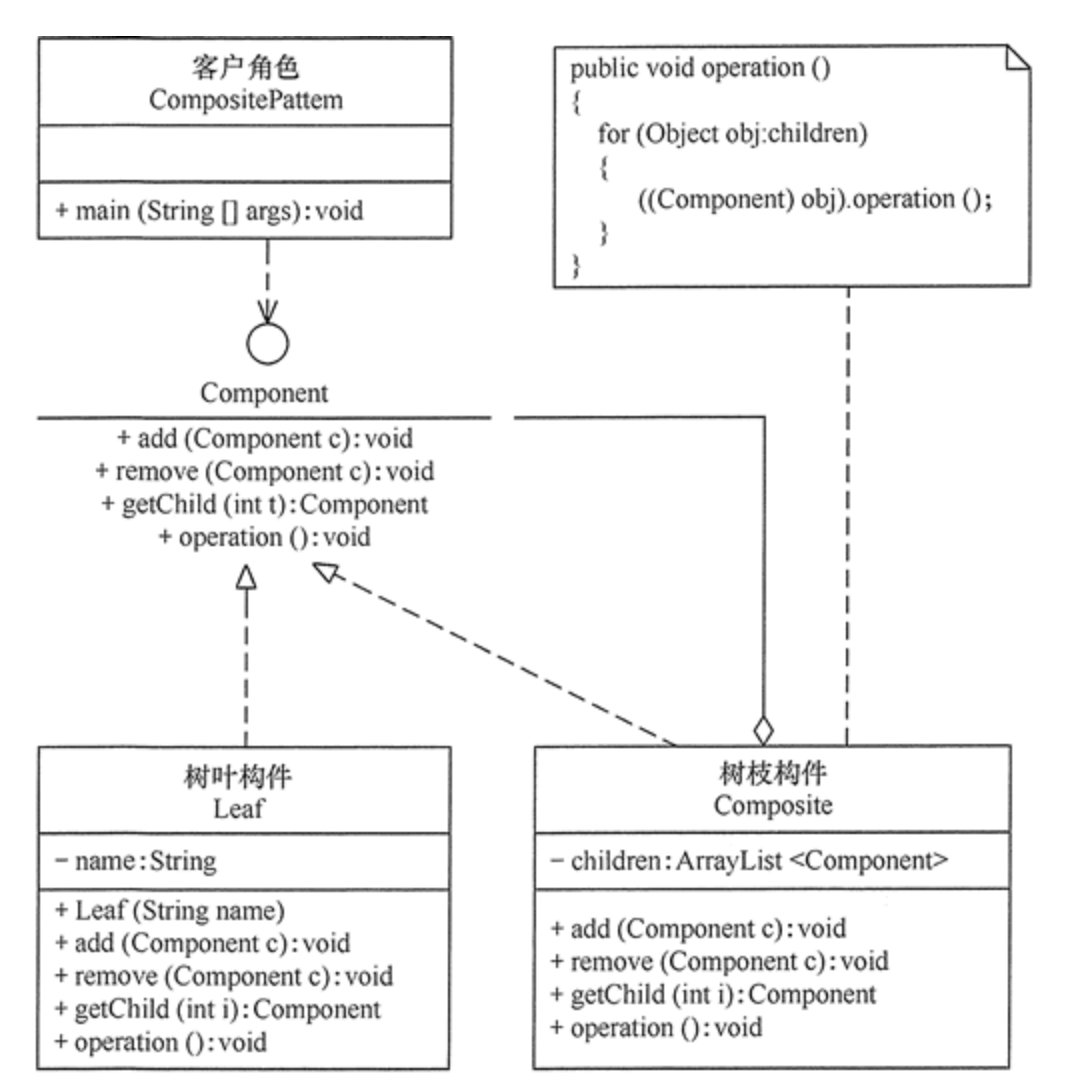 客户角色
CompositePattem
+ main (String [] args):void
public void operation ()
{
for (Object obj:children)
{
((Component) obj).operation ();
}
}
Component
+ add (Component c):void
+ remove (Component c):void
+ getChild (int t):Component
+ operation ():void
树叶构件
Leaf
− name:String
+ Leaf (String name)
+ add (Component c):void
+ remove (Component c):void
+ getChild (int i):Component
+ operation ():void
树枝构件
Composite
− children:ArrayList <Component>
+ add (Component c):void
+ remove (Component c):void
+ getChild (int i):Component
+ operation ():void